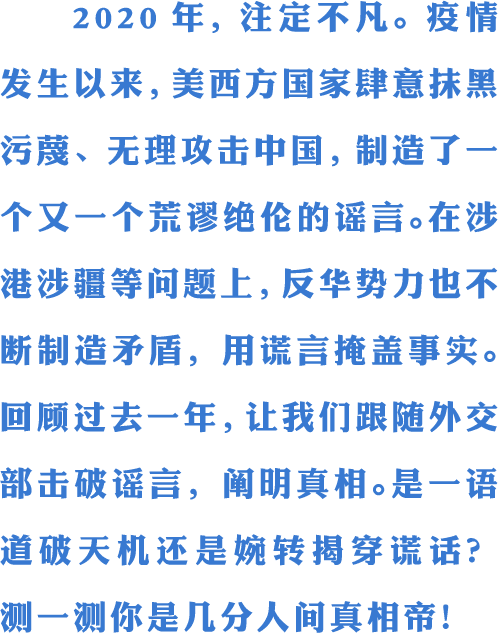 2020年，注定不凡。疫情
发生以来，美西方国家肆意抹黑
污蔑、无理攻击中国，制造了一
个又一个荒谬绝伦的谣言。在涉
港涉疆等问题上，反华势力也不
断制造矛盾，用谎言掩盖事实。
回顾过去一年，让我们跟随外交
部击破谣言，阐明真相。是一语
道破天机还是婉转揭穿谎话？
测一测你是几分人间真相帝！